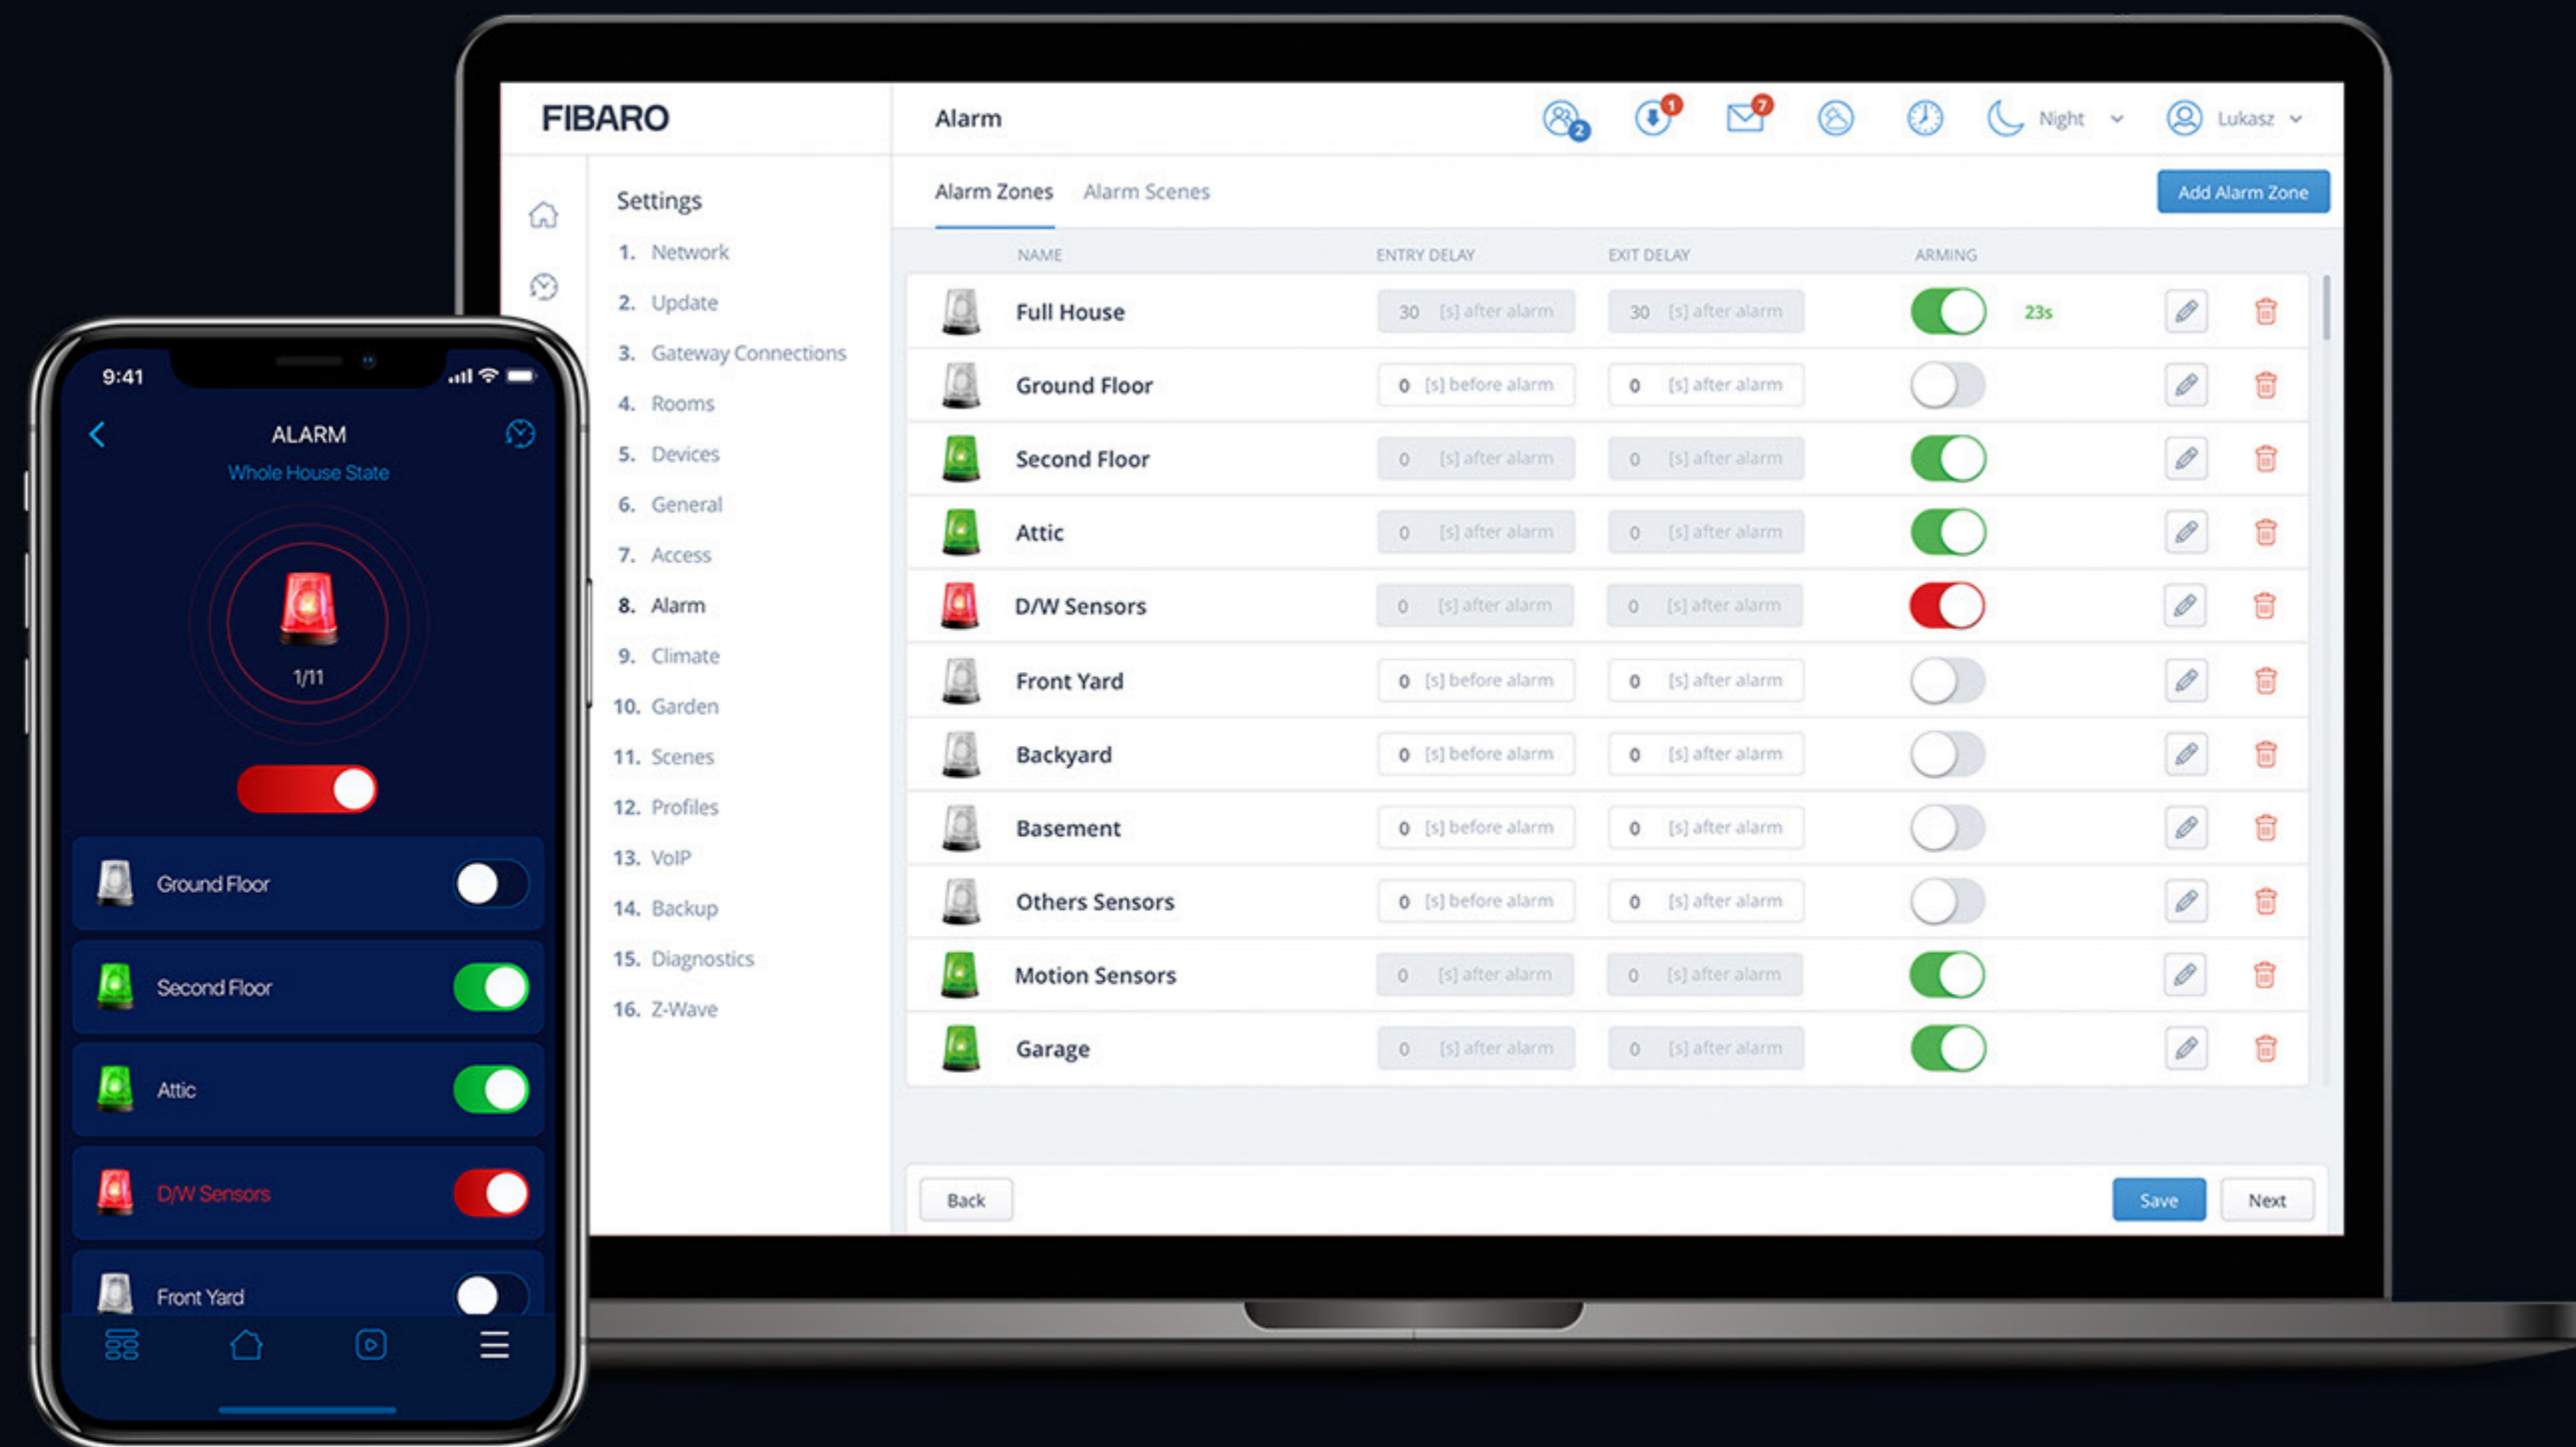 FIBARO
Alarm
2
1
7
Night
Lukasz
Settings
1. Network
2. Update
3. Gateway Connections
4. Rooms
5. Devices
6. General
7. Access
8. Alarm
9. Climate
10. Garden
11. Scenes
12. Profiles
13. VoIP
14. Backup
15. Diagnostics
16. Z-Wave
Alarm Zones Alarm Scenes
Add Alarm Zone
NAME ENTRY DELAY EXIT DELAY ARMING
Full House 30 [s] after alarm 30 [s] after alarm 23s
Ground Floor 0 [s] before alarm 0 [s] after alarm
Second Floor 0 [s] after alarm 0 [s] after alarm
Attic 0 [s] after alarm 0 [s] after alarm
D/W Sensors 0 [s] after alarm 0 [s] after alarm
Front Yard 0 [s] before alarm 0 [s] after alarm
Backyard 0 [s] before alarm 0 [s] after alarm
Basement 0 [s] before alarm 0 [s] after alarm
Others Sensors 0 [s] before alarm 0 [s] after alarm
Motion Sensors 0 [s] after alarm 0 [s] after alarm
Garage 0 [s] after alarm 0 [s] after alarm
Back
Save
Next
9:41
ALARM
Whole House State
1/11
Ground Floor
Second Floor
Attic
D/W Sensors
Front Yard